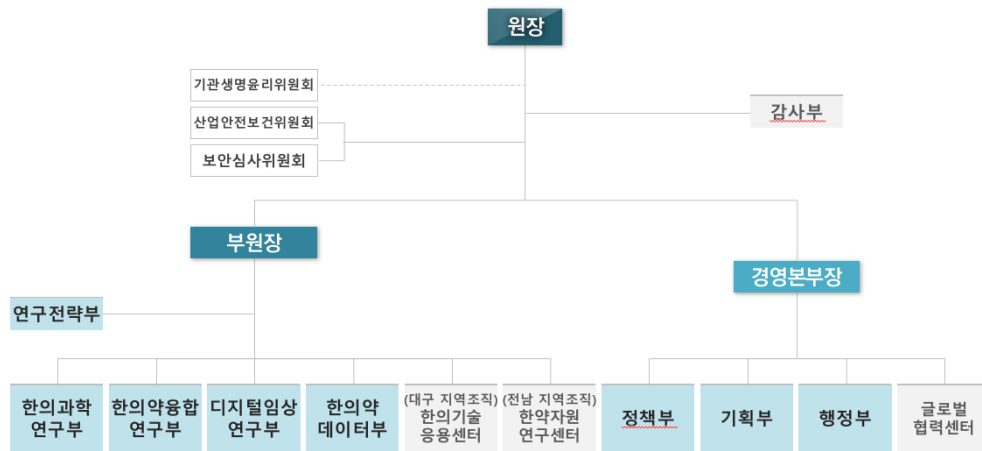 원장
기관생명윤리위원회
산업안전보건위원회
보안심사위원회
감사부
부원장
경영본부장
연구전략부
한의과학
연구부
한의약융합
연구부
디지털임상
연구부
한의약
데이터부
(대구 지역조직)
한의기술
응용센터
(전남 지역조직)
한약자원
연구센터
정책부
기획부
행정부
글로벌
협력센터